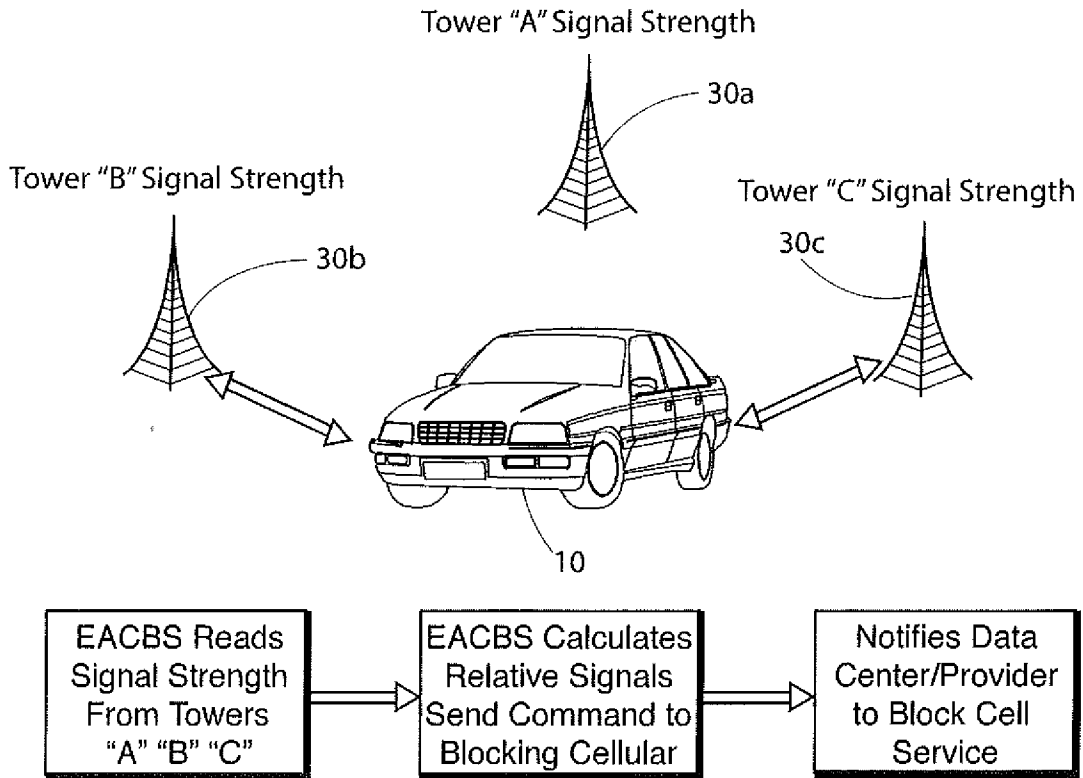 Tower “A” Signal Strength
30a
Tower “B” Signal Strength
30b
Tower “C” Signal Strength
30c
10
EACBS Reads
Signal Strength
From Towers
“A” “B” “C”
EACBS Calculates
Relative Signals
Send Command to
Blocking Cellular
Notifies Data
Center/Provider
to Block Cell
Service